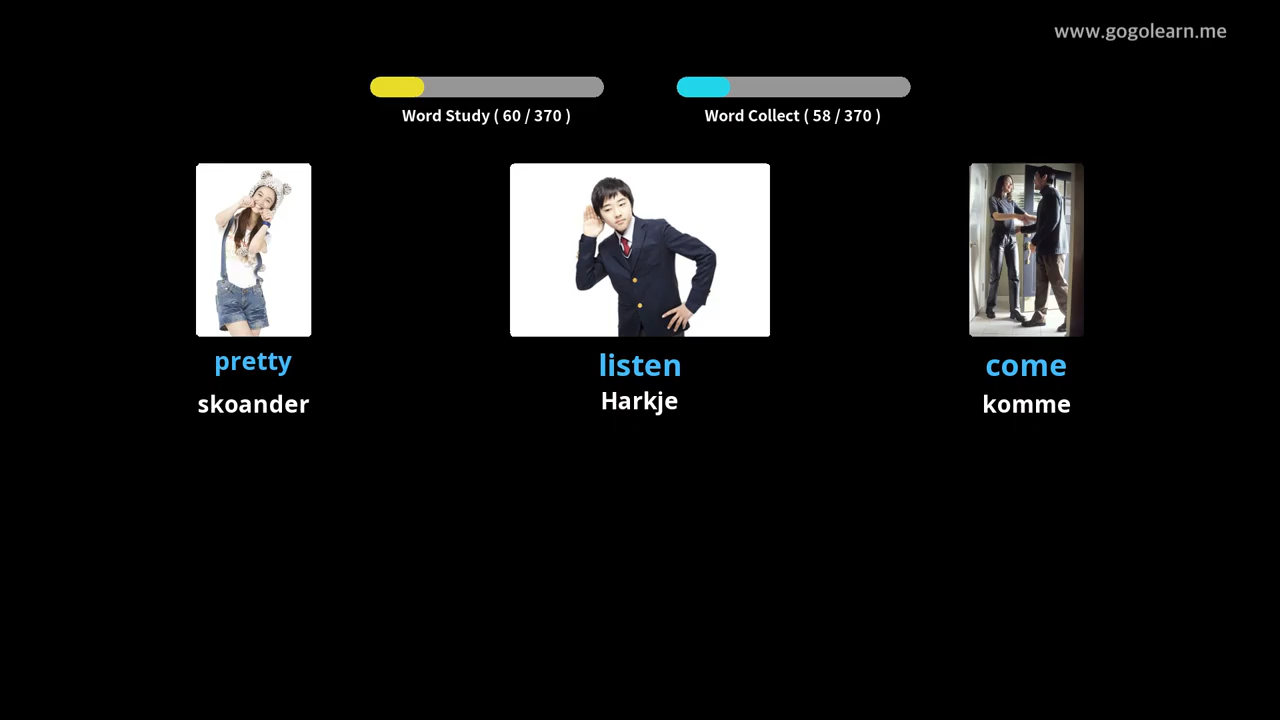 www.gogolearn.me
Word Study ( 60 / 370 )
Word Collect ( 58 / 370 )
pretty
skoander
listen
Harkje
come
komme